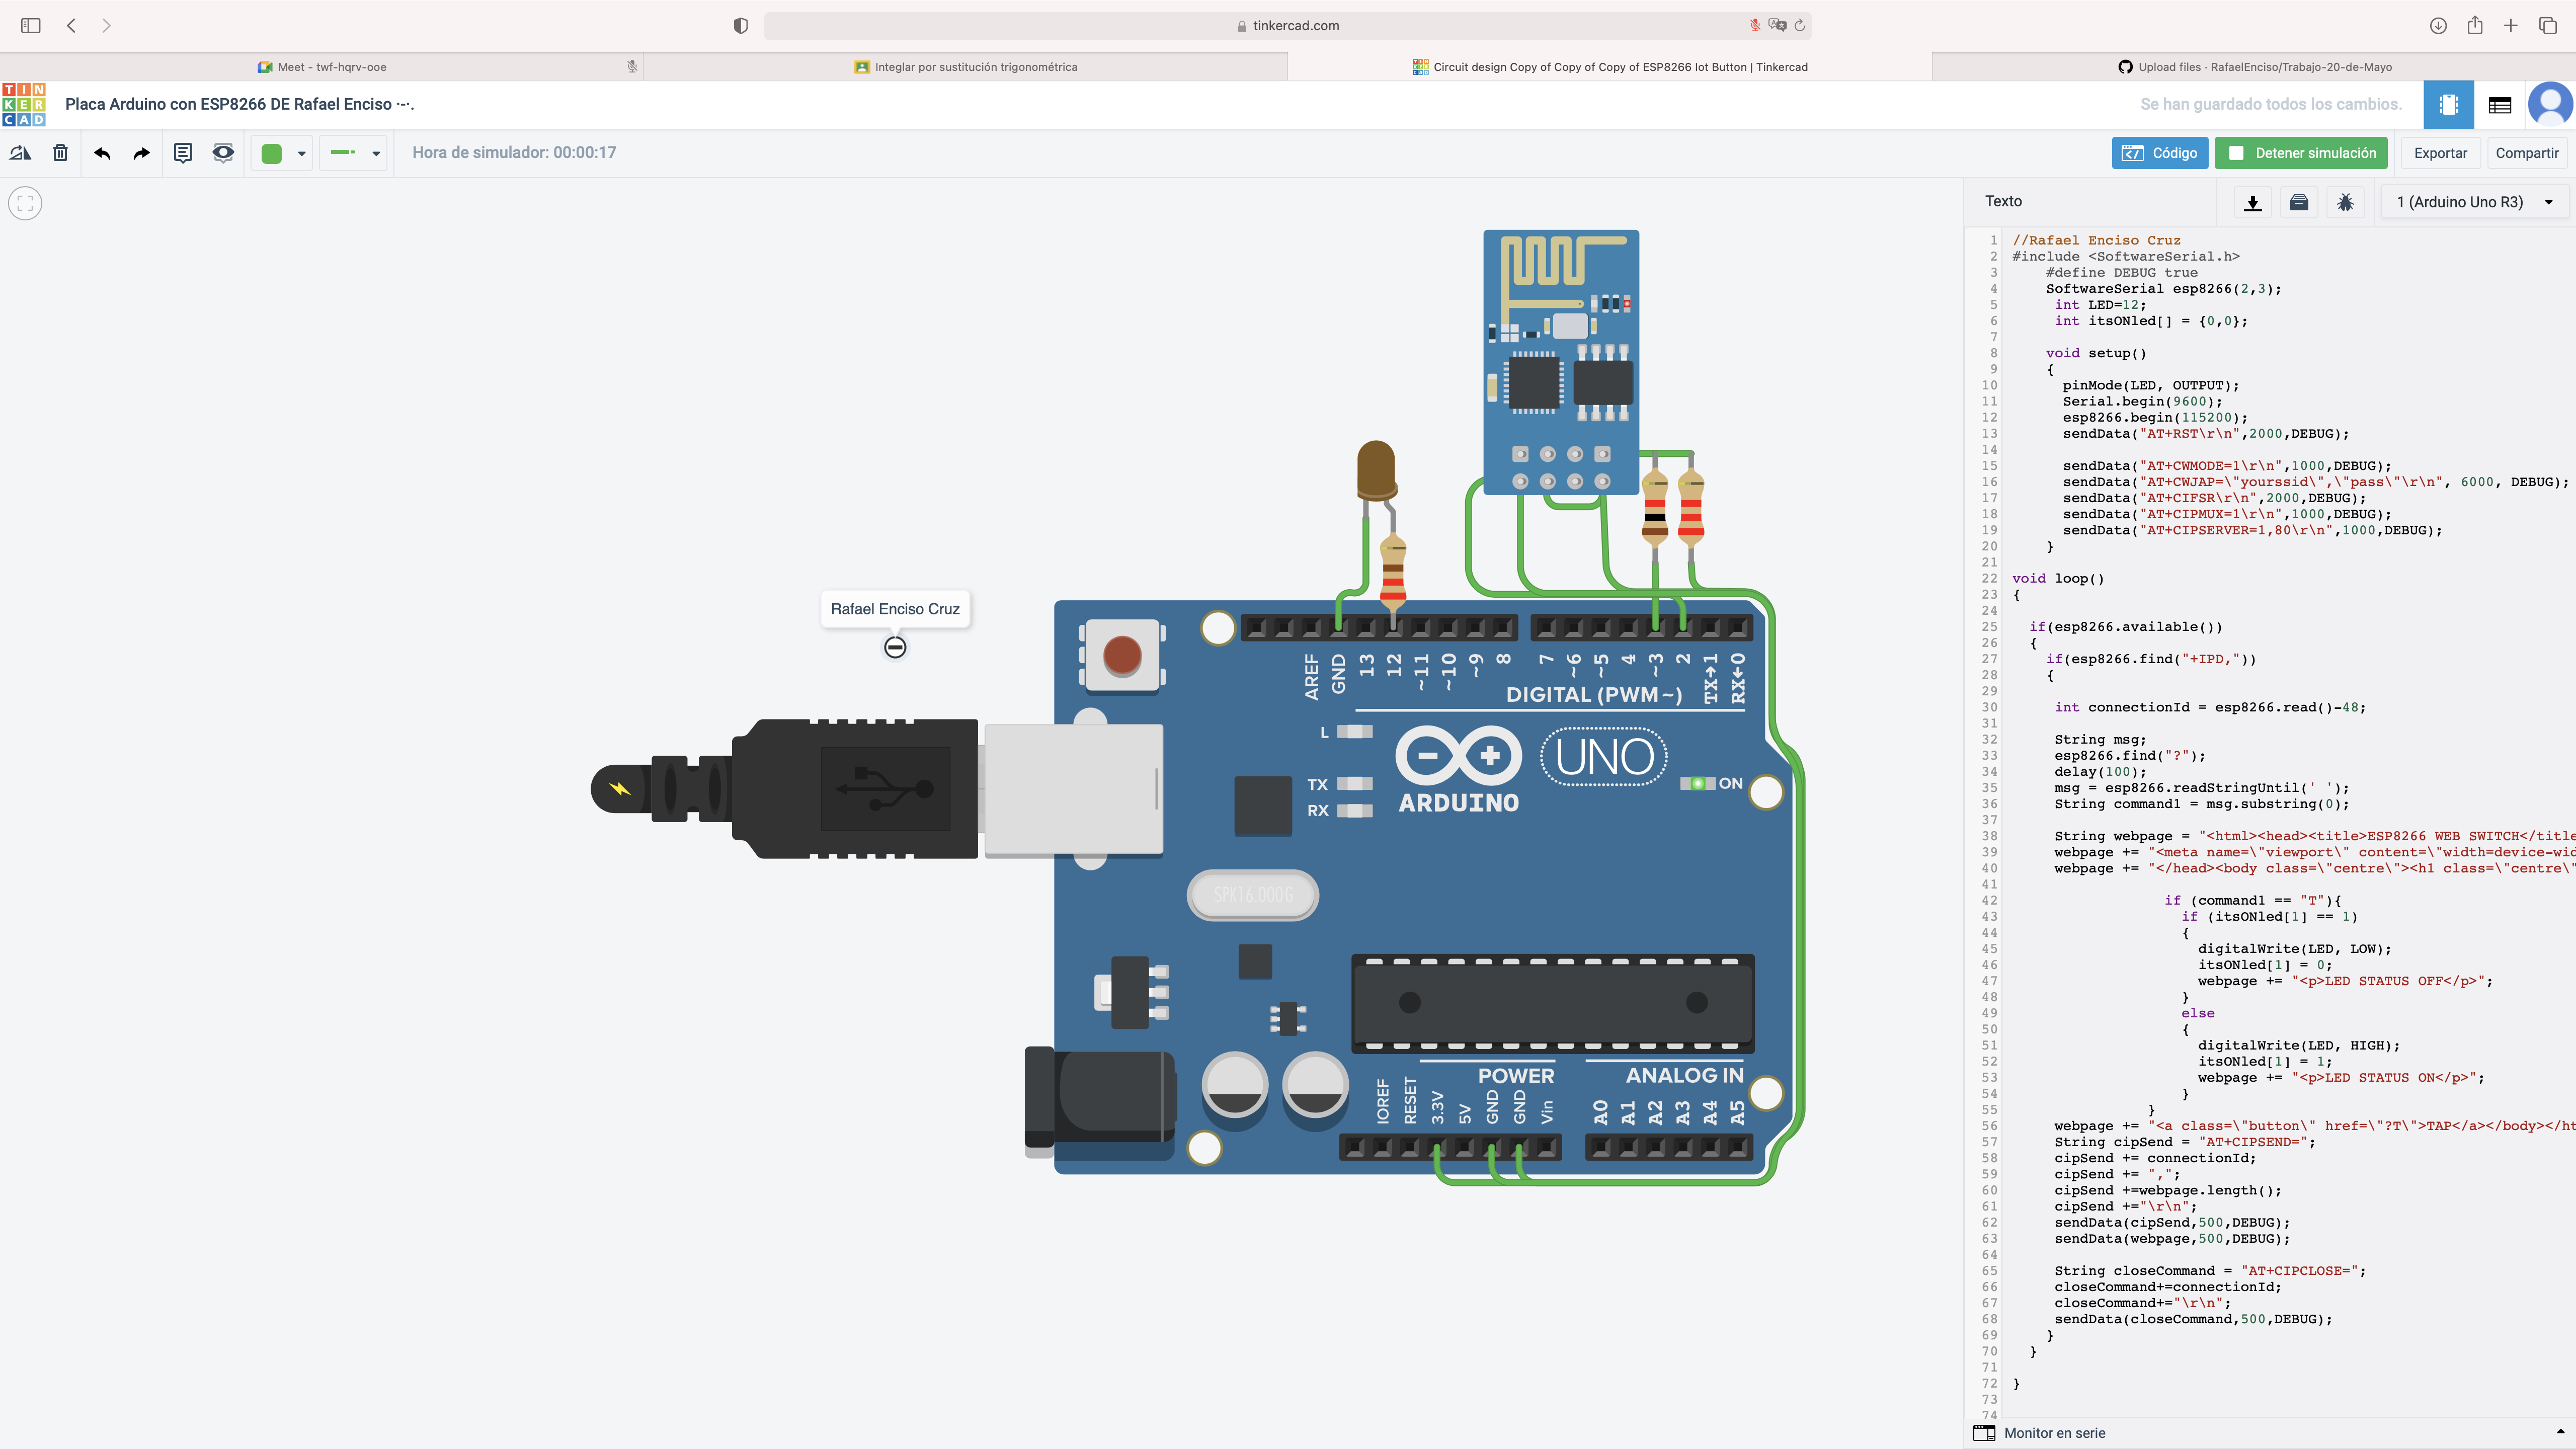 tinkercad.com
Meet - twf-hqrv-ooe
Integlar por sustitución trigonométrica
Circuit design Copy of Copy of Copy of ESP8266 Iot Button | Tinkercad
Upload files · RafaelEnciso/Trabajo-20-de-Mayo
TIN
KER
CAD
Placa Arduino con ESP8266 DE Rafael Enciso ·-·.
Se han guardado todos los cambios.
Hora de simulador: 00:00:17
Código
Detener simulación
Exportar
Compartir
Texto
1 (Arduino Uno R3)
Rafael Enciso Cruz
AREF
GND
13
12
~11
~10
~9
8
7
~6
~5
4
~3
2
TX→1
RX←0
DIGITAL (PWM~)
L
TX
RX
ARDUINO
UNO
ON
SPK16.000G
POWER
ANALOG IN
IOREF
RESET
3.3V
5V
GND
GND
Vin
A0
A1
A2
A3
A4
A5
1 //Rafael Enciso Cruz
2 #include <SoftwareSerial.h>
3 #define DEBUG true
4 SoftwareSerial esp8266(2,3);
5 int LED=12;
6 int itsONled[] = {0,0};
7
8 void setup()
9 {
10 pinMode(LED, OUTPUT);
11 Serial.begin(9600);
12 esp8266.begin(115200);
13 sendData("AT+RST\r\n",2000,DEBUG);
14
15 sendData("AT+CWMODE=1\r\n",1000,DEBUG);
16 sendData("AT+CWJAP=\"yourssid\",\"pass\"\r\n", 6000, DEBUG);
17 sendData("AT+CIFSR\r\n",2000,DEBUG);
18 sendData("AT+CIPMUX=1\r\n",1000,DEBUG);
19 sendData("AT+CIPSERVER=1,80\r\n",1000,DEBUG);
20 }
21
22 void loop()
23 {
24
25 if(esp8266.available())
26 {
27 if(esp8266.find("+IPD,"))
28 {
29
30 int connectionId = esp8266.read()-48;
31
32 String msg;
33 esp8266.find("?");
34 delay(100);
35 msg = esp8266.readStringUntil(' ');
36 String command1 = msg.substring(0);
37
38 String webpage = "<html><head><title>ESP8266 WEB SWITCH</title
39 webpage += "<meta name=\"viewport\" content=\"width=device-wid
40 webpage += "</head><body class=\"centre\"><h1 class=\"centre\"
41
42 if (command1 == "T"){
43 if (itsONled[1] == 1)
44 {
45 digitalWrite(LED, LOW);
46 itsONled[1] = 0;
47 webpage += "<p>LED STATUS OFF</p>";
48 }
49 else
50 {
51 digitalWrite(LED, HIGH);
52 itsONled[1] = 1;
53 webpage += "<p>LED STATUS ON</p>";
54 }
55 }
56 webpage += "<a class=\"button\" href=\"?T\">TAP</a></body></ht
57 String cipSend = "AT+CIPSEND=";
58 cipSend += connectionId;
59 cipSend += ",";
60 cipSend +=webpage.length();
61 cipSend +="\r\n";
62 sendData(cipSend,500,DEBUG);
63 sendData(webpage,500,DEBUG);
64
65 String closeCommand = "AT+CIPCLOSE=";
66 closeCommand+=connectionId;
67 closeCommand+="\r\n";
68 sendData(closeCommand,500,DEBUG);
69 }
70 }
71
72 }
73
74
Monitor en serie